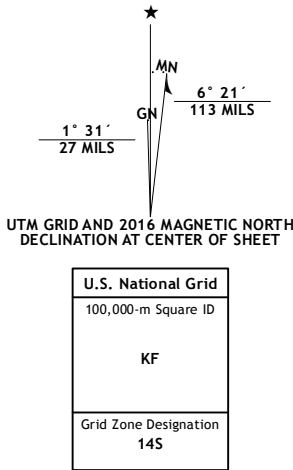 ★
MN
GN
6° 21´
113 MILS
1° 31´
27 MILS
UTM GRID AND 2016 MAGNETIC NORTH
DECLINATION AT CENTER OF SHEET
U.S. National Grid
100,000-m Square ID
KF
Grid Zone Designation
14S